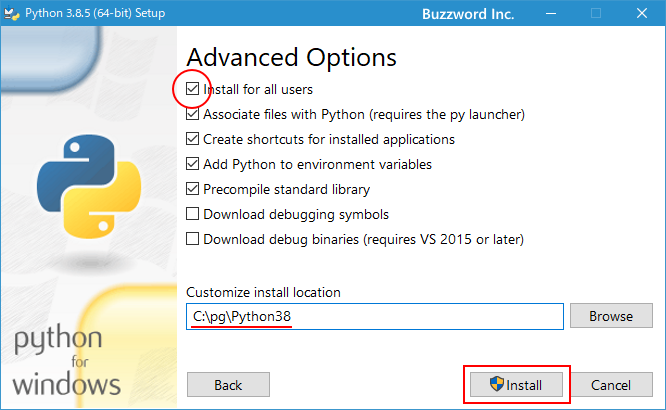 Python 3.8.5 (64-bit) Setup
Buzzword Inc.
Advanced Options
Install for all users
Associate files with Python (requires the py launcher)
Create shortcuts for installed applications
Add Python to environment variables
Precompile standard library
Download debugging symbols
Download debug binaries (requires VS 2015 or later)
Customize install location
C:\pg\Python38
Browse
python
for
windows
Back
Install
Cancel